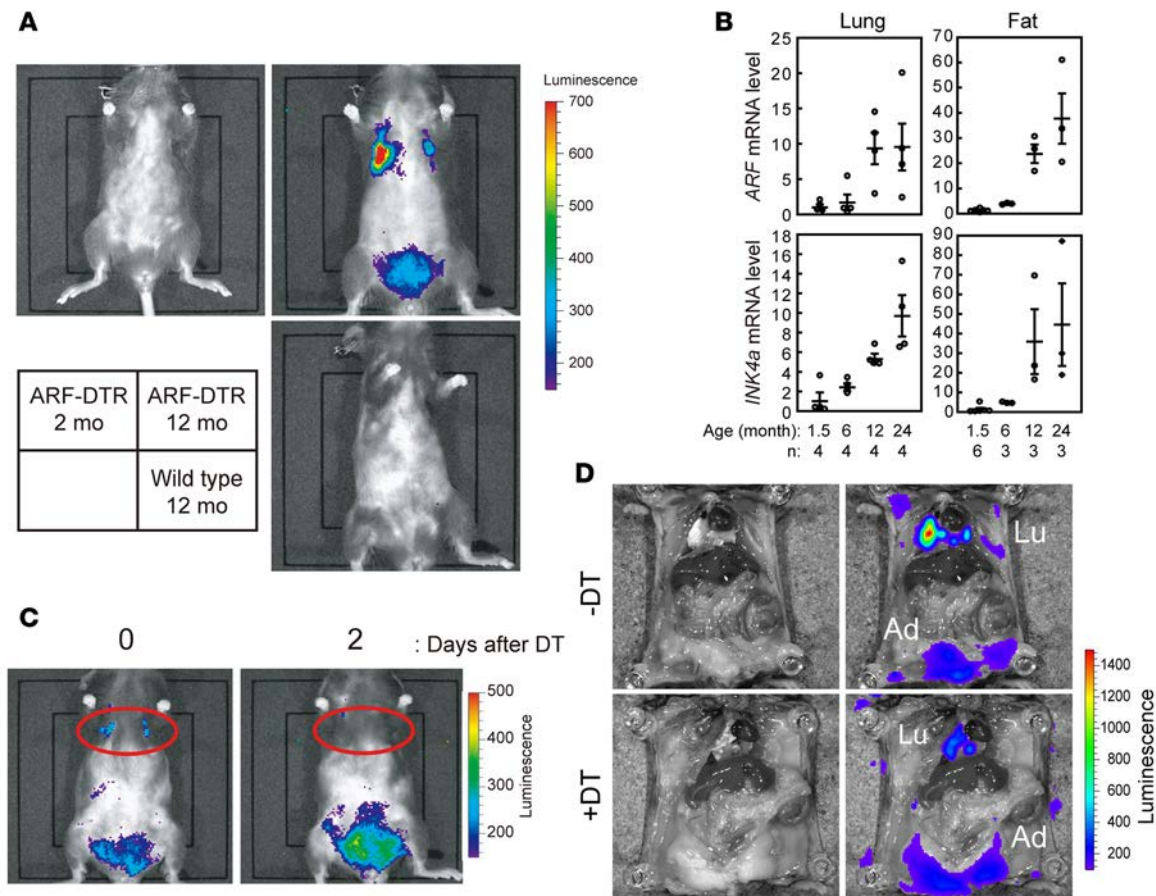 A
Luminescence
700
600
500
400
300
200
ARF-DTR
2 mo
ARF-DTR
12 mo
Wild type
12 mo
B
Lung
Fat
ARF mRNA level
25
20
15
10
5
0
70
60
50
40
30
20
10
0
INK4a mRNA level
18
16
14
12
10
8
6
4
2
0
90
80
70
60
50
40
30
20
10
0
Age (month): 1.5 6 12 24 1.5 6 12 24
n: 4 4 4 4 6 3 3 3
C
0 2 : Days after DT
500
400
300
200
Luminescence
D
-DT
Lu
Ad
+DT
Lu
Ad
1400
1200
1000
800
600
400
200
Luminescence